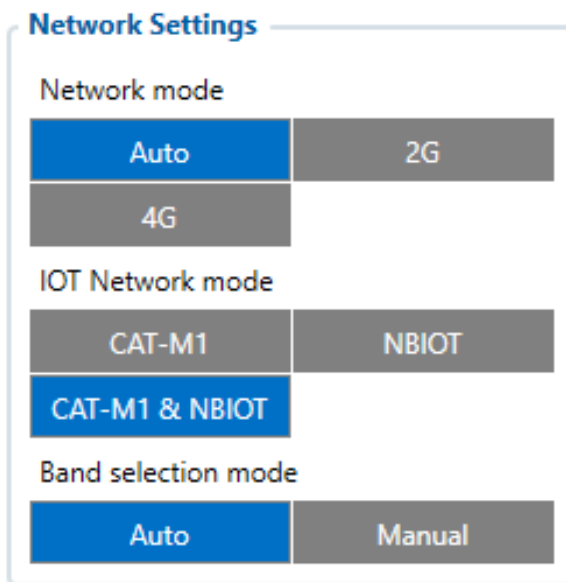 Network Settings
Network mode
Auto 2G
4G
IOT Network mode
CAT-M1 NBIOT
CAT-M1 & NBIOT
Band selection mode
Auto Manual